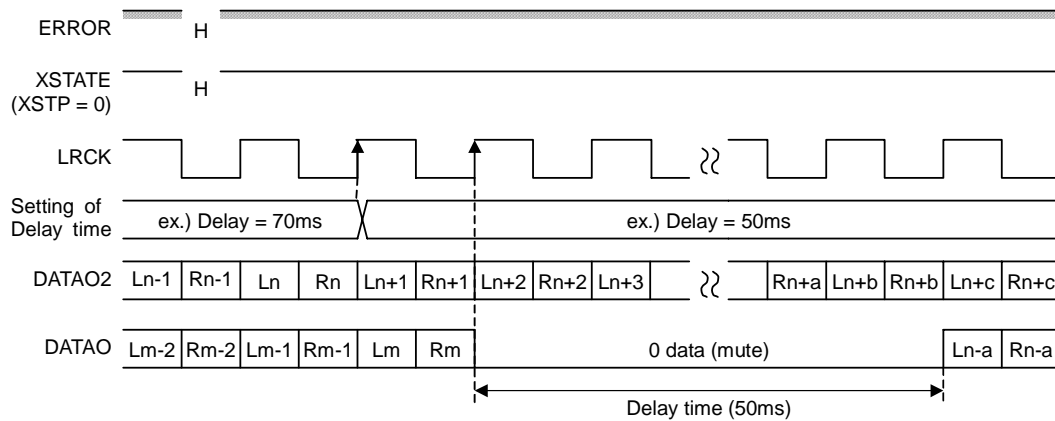 ERROR H
XSTATE
(XSTP = 0) H
LRCK
Setting of
Delay time
ex.) Delay = 70ms ex.) Delay = 50ms
DATAO2 Ln-1 Rn-1 Ln Rn Ln+1 Rn+1 Ln+2 Rn+2 Ln+3 Rn+a Ln+b Rn+b Ln+c Rn+c
DATAO Lm-2 Rm-2 Lm-1 Rm-1 Lm Rm 0 data (mute) Ln-a Rn-a
Delay time (50ms)